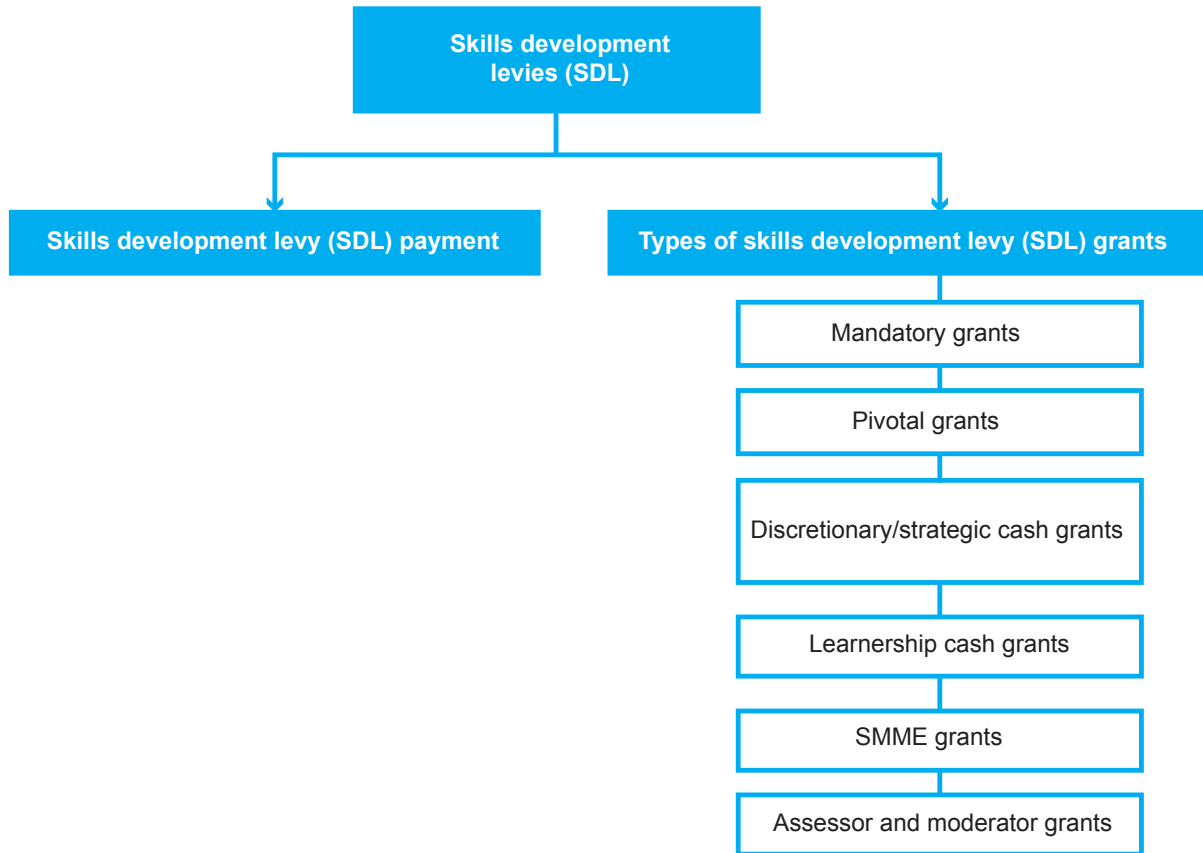 Skills development
levies (SDL)
Skills development levy (SDL) payment
Types of skills development levy (SDL) grants
Mandatory grants
Pivotal grants
Discretionary/strategic cash grants
Learnership cash grants
SMME grants
Assessor and moderator grants